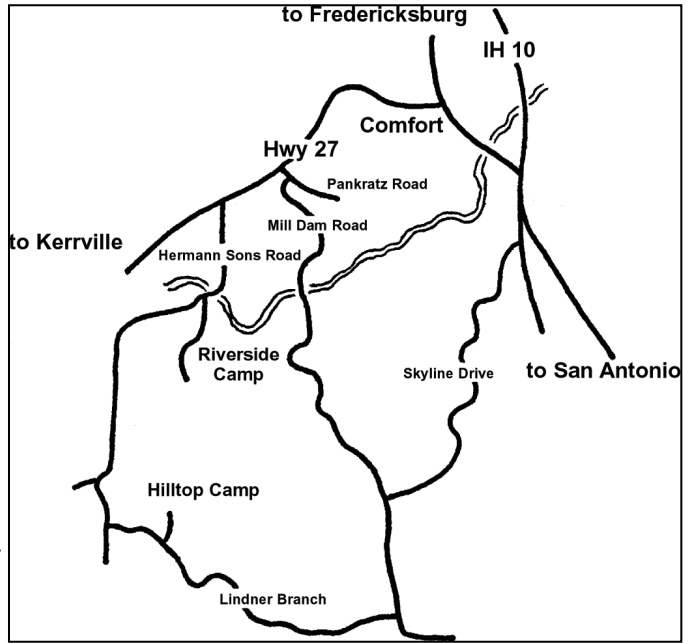 to Fredericksburg
IH 10
Comfort
Hwy 27
Pankratz Road
Mill Dam Road
to Kerrville
Hermann Sons Road
Riverside
Camp
Skyline Drive
to San Antonio
Hilltop Camp
Lindner Branch